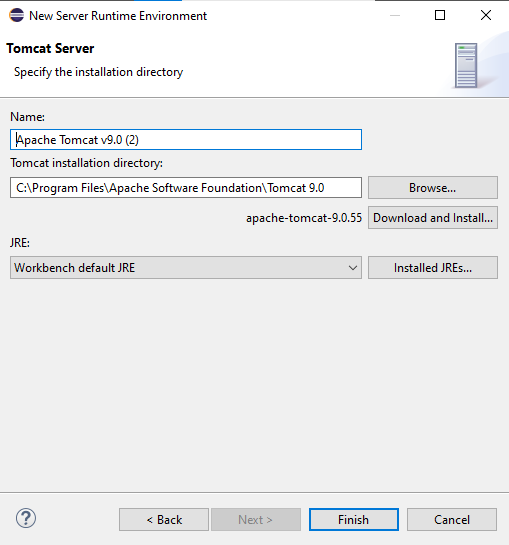 New Server Runtime Environment
Tomcat Server
Specify the installation directory
Name:
Apache Tomcat v9.0 (2)
Tomcat installation directory:
C:\Program Files\Apache Software Foundation\Tomcat 9.0
Browse...
apache-tomcat-9.0.55
Download and Install...
JRE:
Workbench default JRE
Installed JREs...
?
< Back
Next >
Finish
Cancel